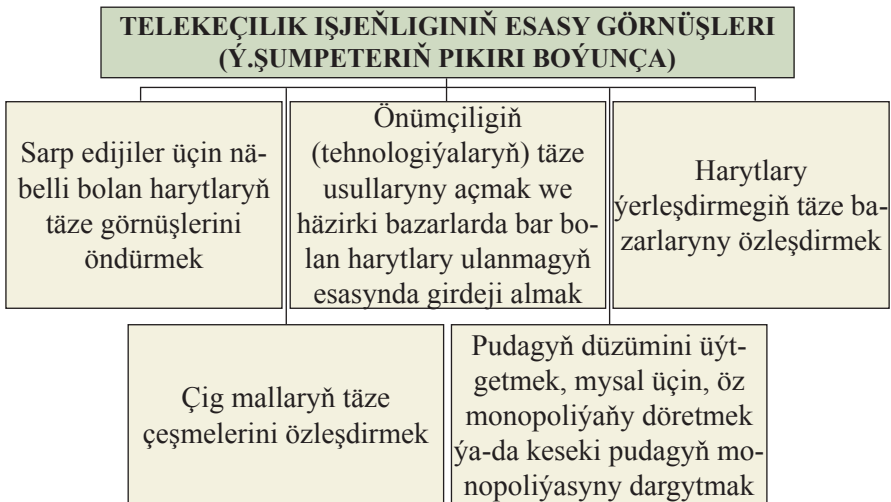 TELEKEÇILIK IŞJEŇLIGINIŇ ESASY GÖRNÜŞLERI
(Ý.ŞUMPETERIŇ PIKIRI BOÝUNÇA)
Sarp edijiler üçin nä-
belli bolan harytlaryň
täze görnüşlerini
öndürmek
Önümçiligiň
(tehnologiýalaryň) täze
usullaryny açmak we
häzirki bazarlarda bar bo-
lan harytlary ulanmagyň
esasynda girdeji almak
Harytlary
ýerleşdirmegiň täze ba-
zarlaryny özleşdirmek
Çig mallaryň täze
çeşmelerini özleşdirmek
Pudagyň düzümini üýt-
getmek, mysal üçin, öz
monopoliýaňy döretmek
ýa-da keseki pudagyň mo-
nopoliýasyny dargytmak